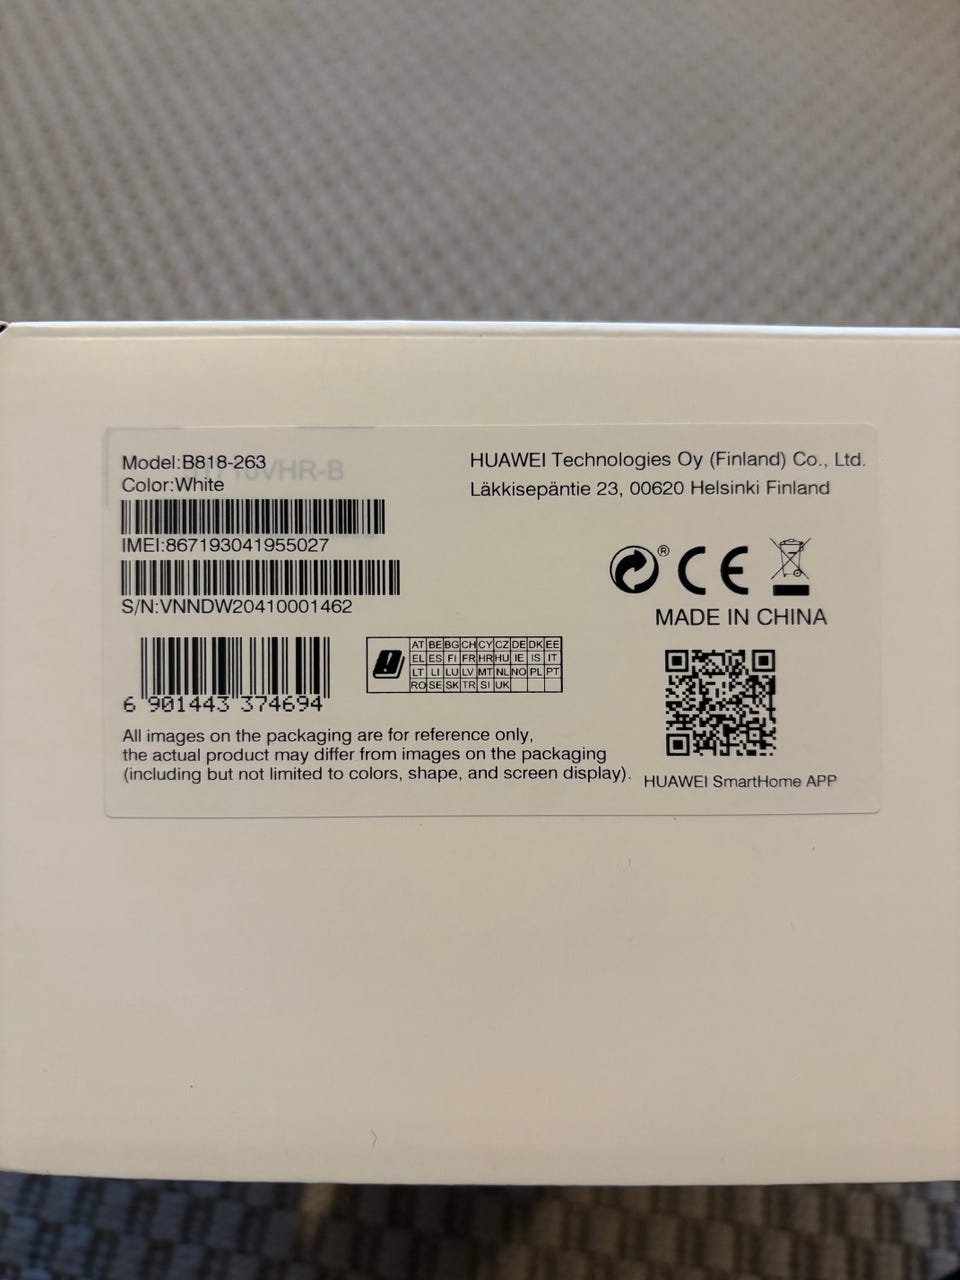 Model:B818-263
Color:White
IMEI:867193041955027
S/N:VNNDW20410001462
6 901443 374694
HUAWEI Technologies Oy (Finland) Co., Ltd.
Läkkisepäntie 23, 00620 Helsinki Finland
® CE
MADE IN CHINA
AT BE BG CH CY CZ DE DK EE
EL ES FI FR HR HU IE IS IT
LT LI LU LV MT NL NO PL PT
RO SE SK TR SI UK
All images on the packaging are for reference only,
the actual product may differ from images on the packaging
(including but not limited to colors, shape, and screen display).
HUAWEI SmartHome APP